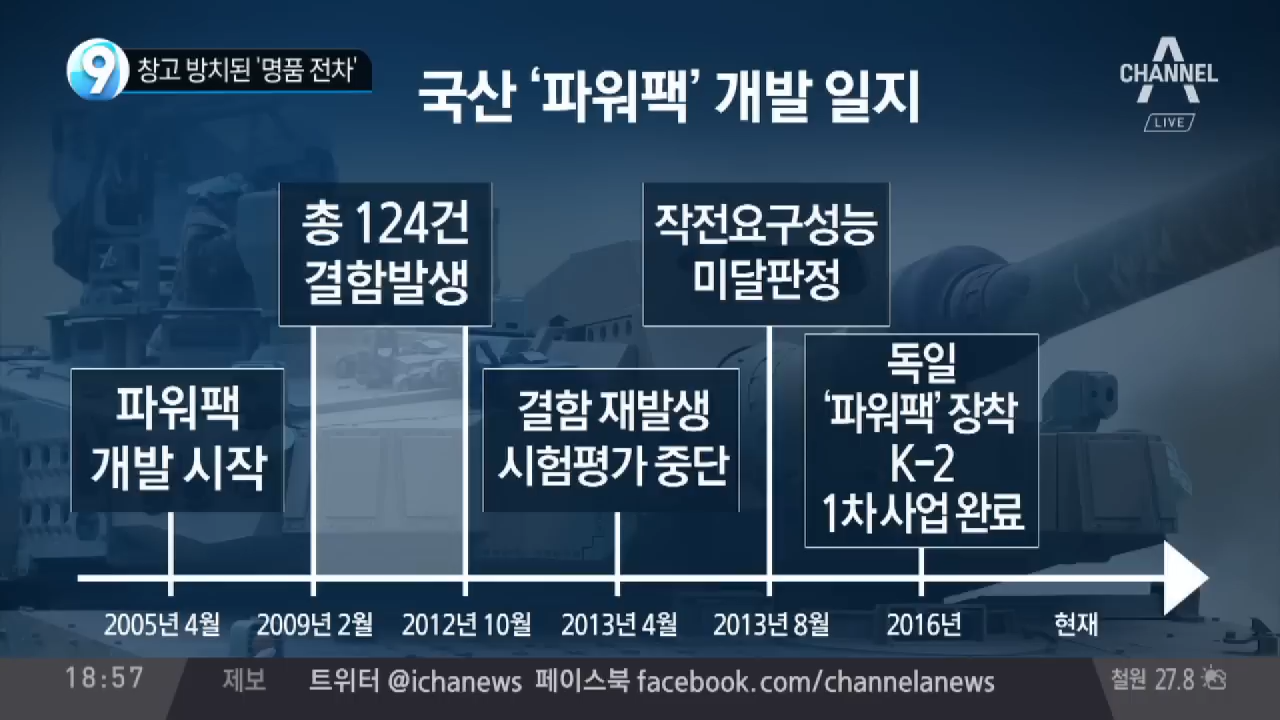 9 창고 방치된 '명품 전차'
국산 ‘파워팩’ 개발 일지
CHANNEL A
LIVE
총 124건
결함발생
작전요구성능
미달판정
파워팩
개발 시작
결함 재발생
시험평가 중단
독일
‘파워팩’ 장착
K-2
1차 사업 완료
2005년 4월 2009년 2월 2012년 10월 2013년 4월 2013년 8월 2016년 현재
18:57 제보 트위터 @ichanews 페이스북 facebook.com/channelanews 철원 27.8